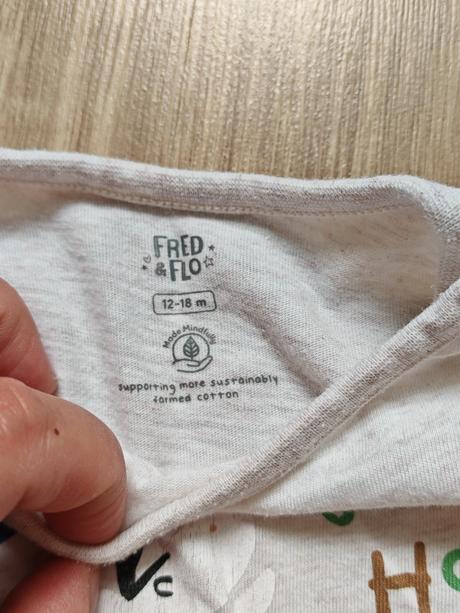 FRED
& FLO
12-18 m
Made Mindfully
supporting more sustainably
farmed cotton
H